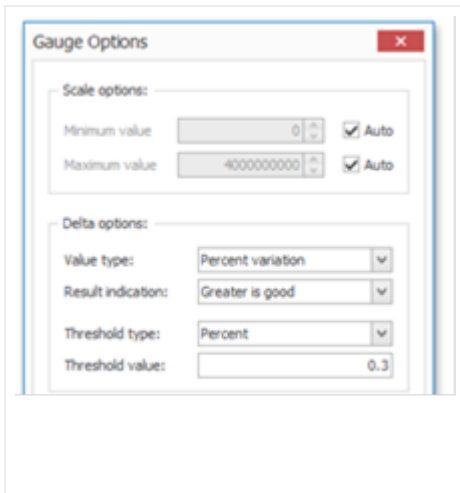 Gauge Options
Scale options:
Minimum value 0 Auto
Maximum value 4000000000 Auto
Delta options:
Value type: Percent variation
Result indication: Greater is good
Threshold type: Percent
Threshold value: 0.3